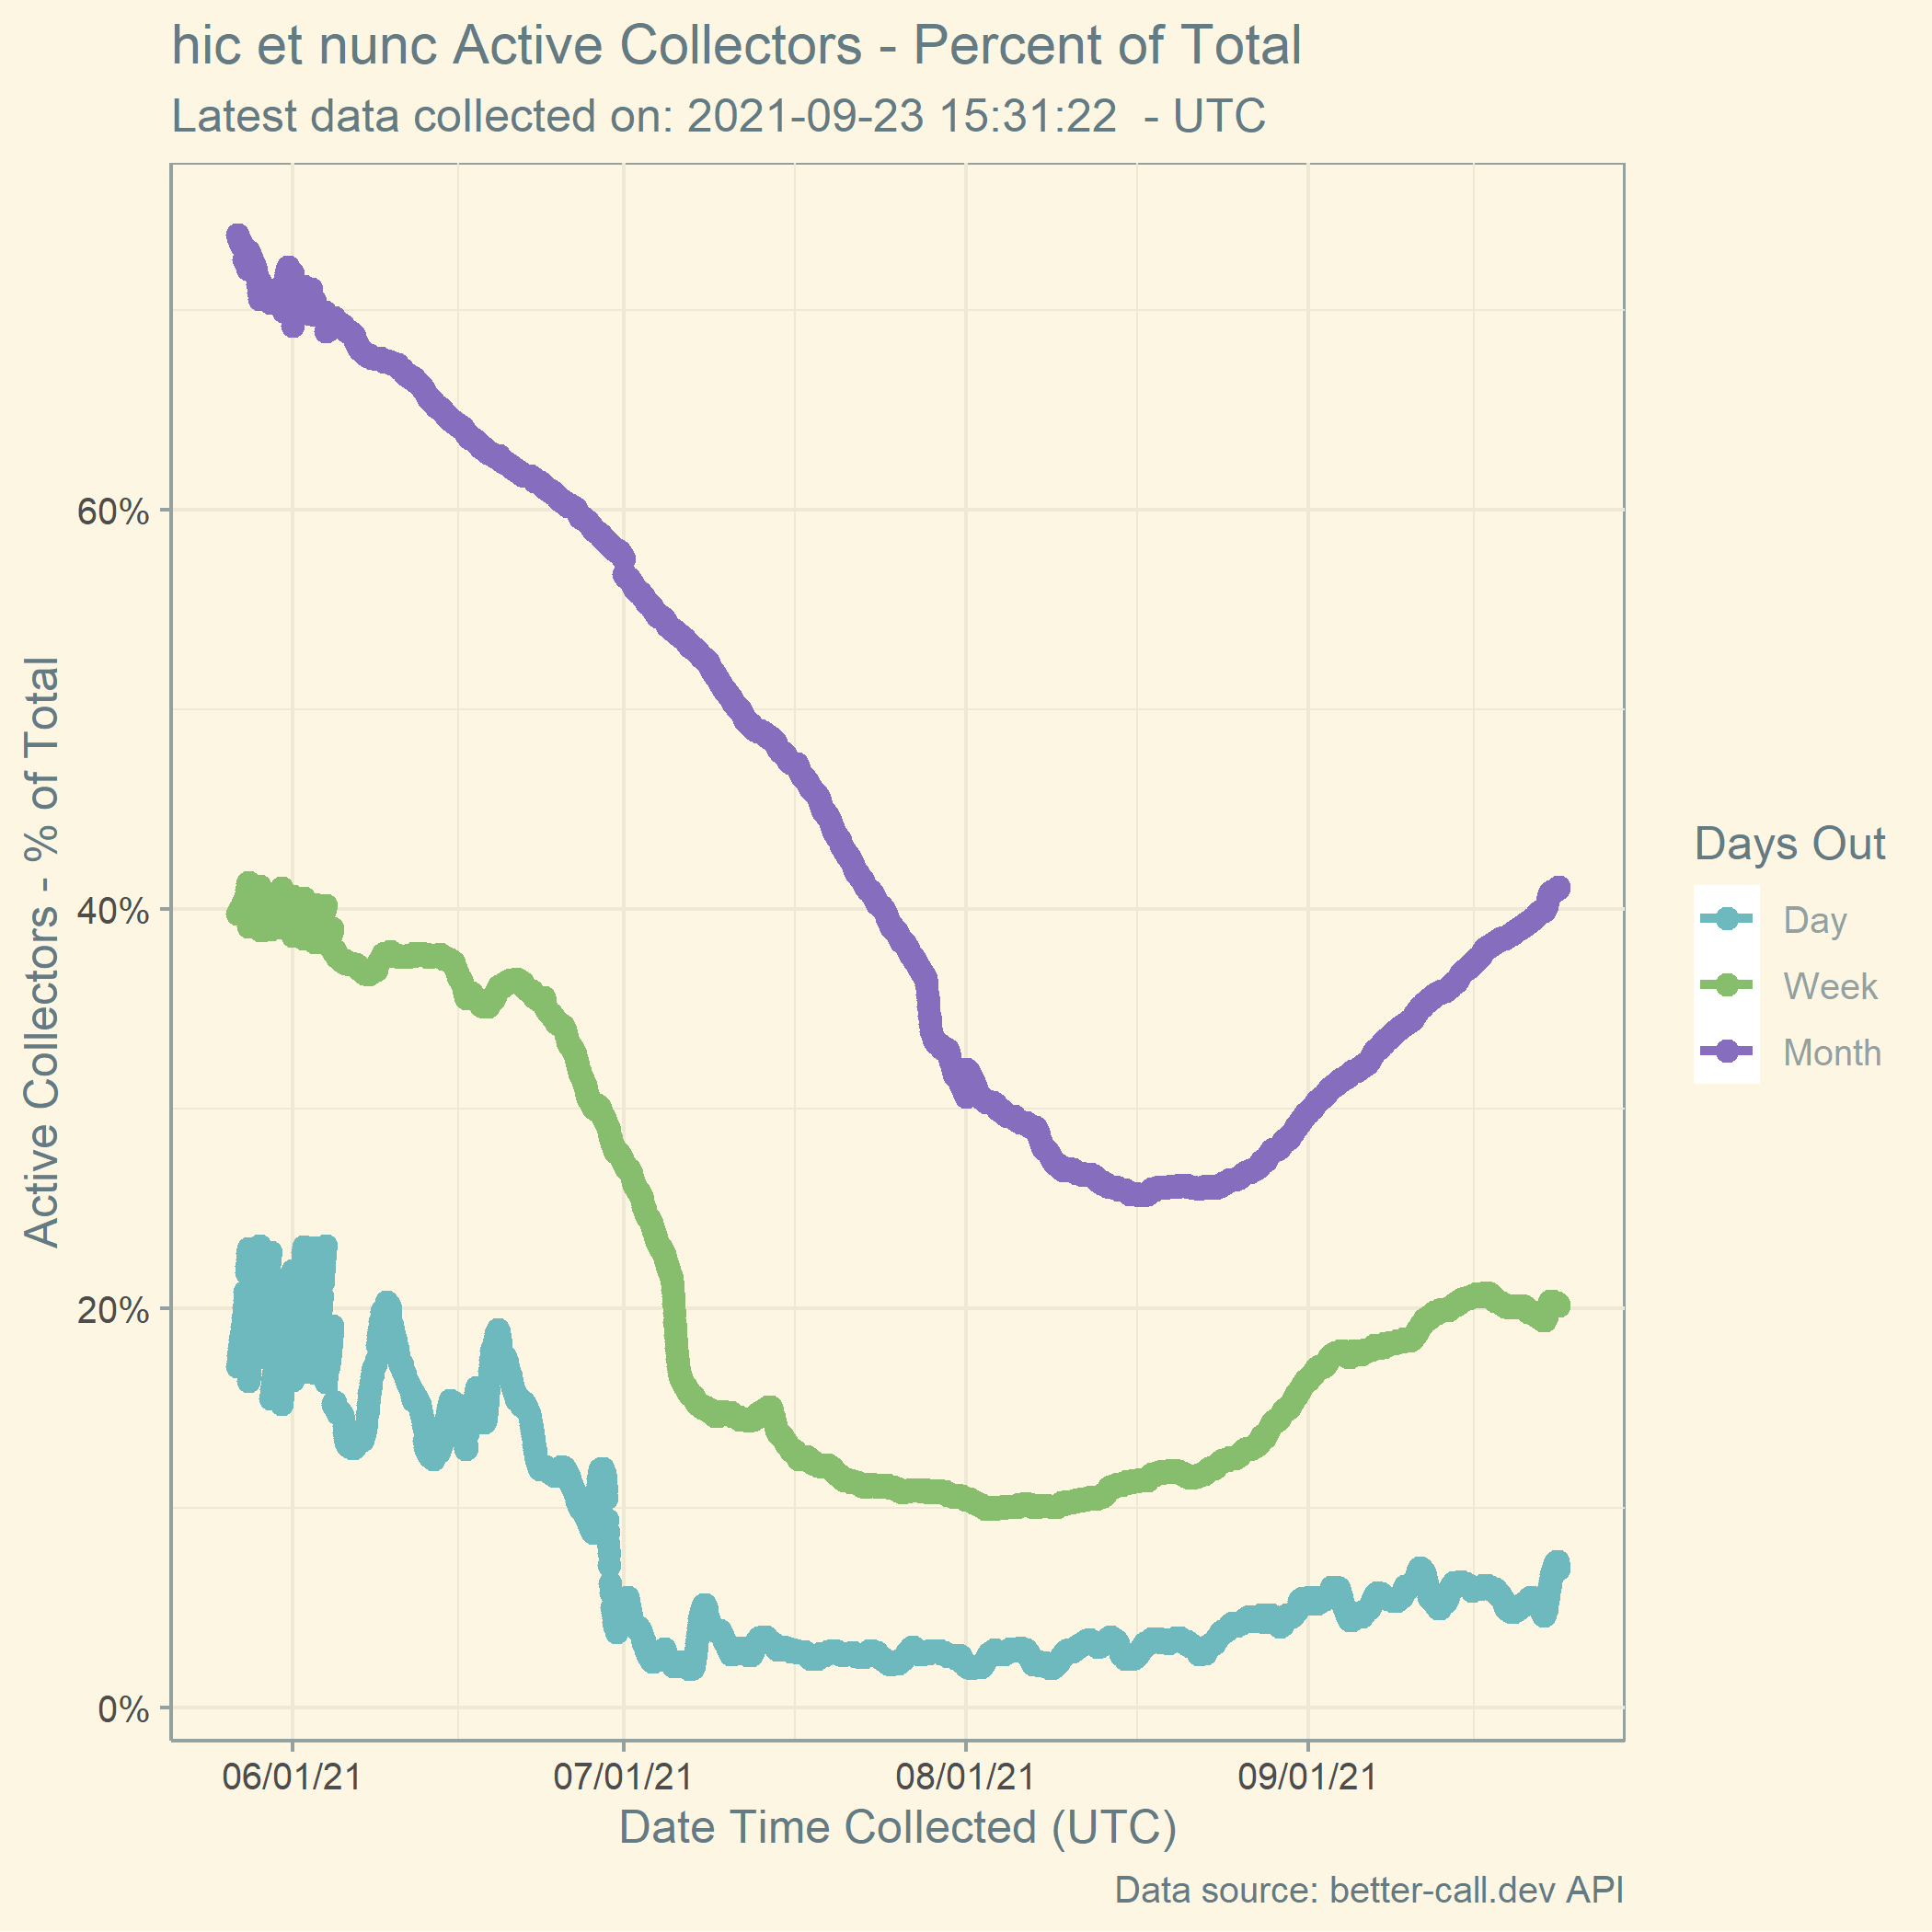 hic et nunc Active Collectors - Percent of Total
Latest data collected on: 2021-09-23 15:31:22  - UTC
Active Collectors - % of Total
60%
40%
20%
0%
06/01/21
07/01/21
08/01/21
09/01/21
Date Time Collected (UTC)
Days Out
Day
Week
Month
Data source: better-call.dev API